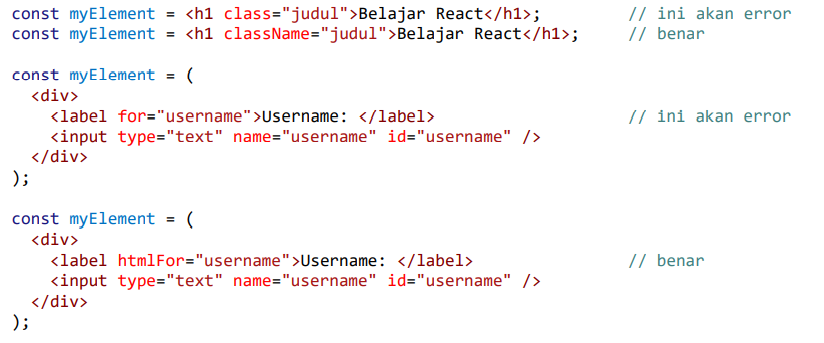 const myElement = <h1 class="judul">Belajar React</h1>; // ini akan error
const myElement = <h1 className="judul">Belajar React</h1>; // benar
const myElement = (
<div>
<label for="username">Username: </label> // ini akan error
<input type="text" name="username" id="username" />
</div>
);
const myElement = (
<div>
<label htmlFor="username">Username: </label> // benar
<input type="text" name="username" id="username" />
</div>
);